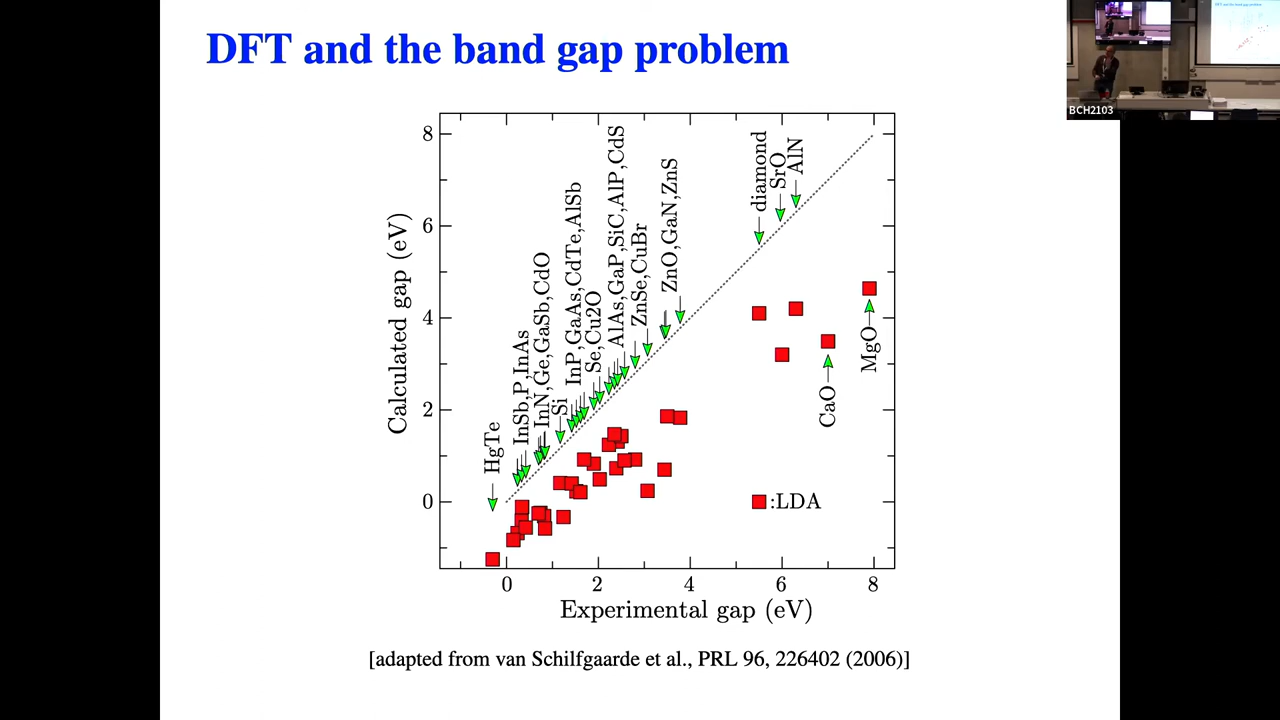 DFT and the band gap problem
BCH2103
Calculated gap (eV)
8
6
4
2
0
HgTe
InSb,P,InAs
InN,Ge,GaSb,CdO
Si
InP,GaAs,CdTe,AlSb
Se,Cu2O
AlAs,GaP,SiC,AlP,CdS
ZnSe,CuBr
ZnO,GaN,ZnS
diamond
SrO
AlN
CaO
MgO
:LDA
0 2 4 6 8
Experimental gap (eV)
[adapted from van Schilfgaarde et al., PRL 96, 226402 (2006)]